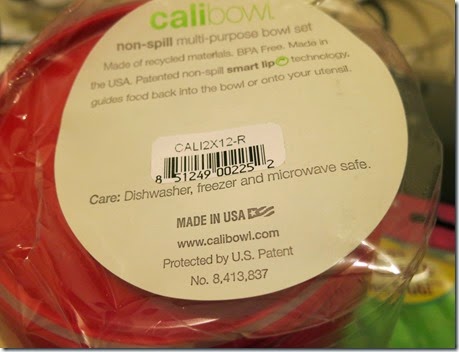 calibowl.
non-spill multi-purpose bowl set
Made of recycled materials. BPA Free. Made in
the USA. Patented non-spill smart lip technology,
guides food back into the bowl or onto your utensil.
CALI2X12-R
8 51249 00225 2
Care: Dishwasher, freezer and microwave safe.
MADE IN USA
www.calibowl.com
Protected by U.S. Patent
No. 8,413,837